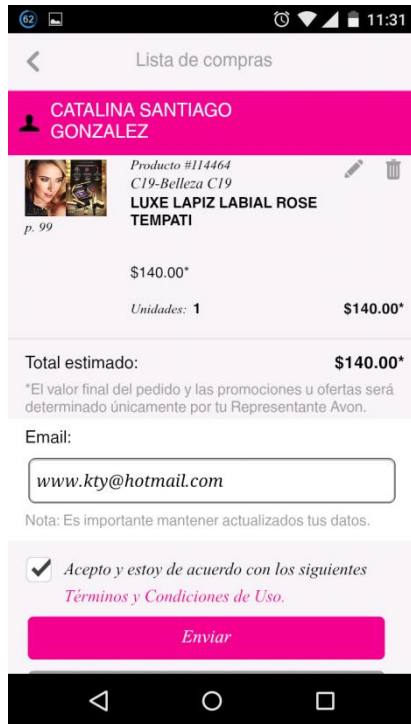 62
11:31
Lista de compras
CATALINA SANTIAGO
GONZALEZ
Producto #114464
C19-Belleza C19
LUXE LAPIZ LABIAL ROSE
TEMPATI
p. 99
$140.00*
Unidades: 1 $140.00*
Total estimado: $140.00*
*El valor final del pedido y las promociones u ofertas será
determinado únicamente por tu Representante Avon.
Email:
www.kty@hotmail.com
Nota: Es importante mantener actualizados tus datos.
Acepto y estoy de acuerdo con los siguientes
Términos y Condiciones de Uso.
Enviar